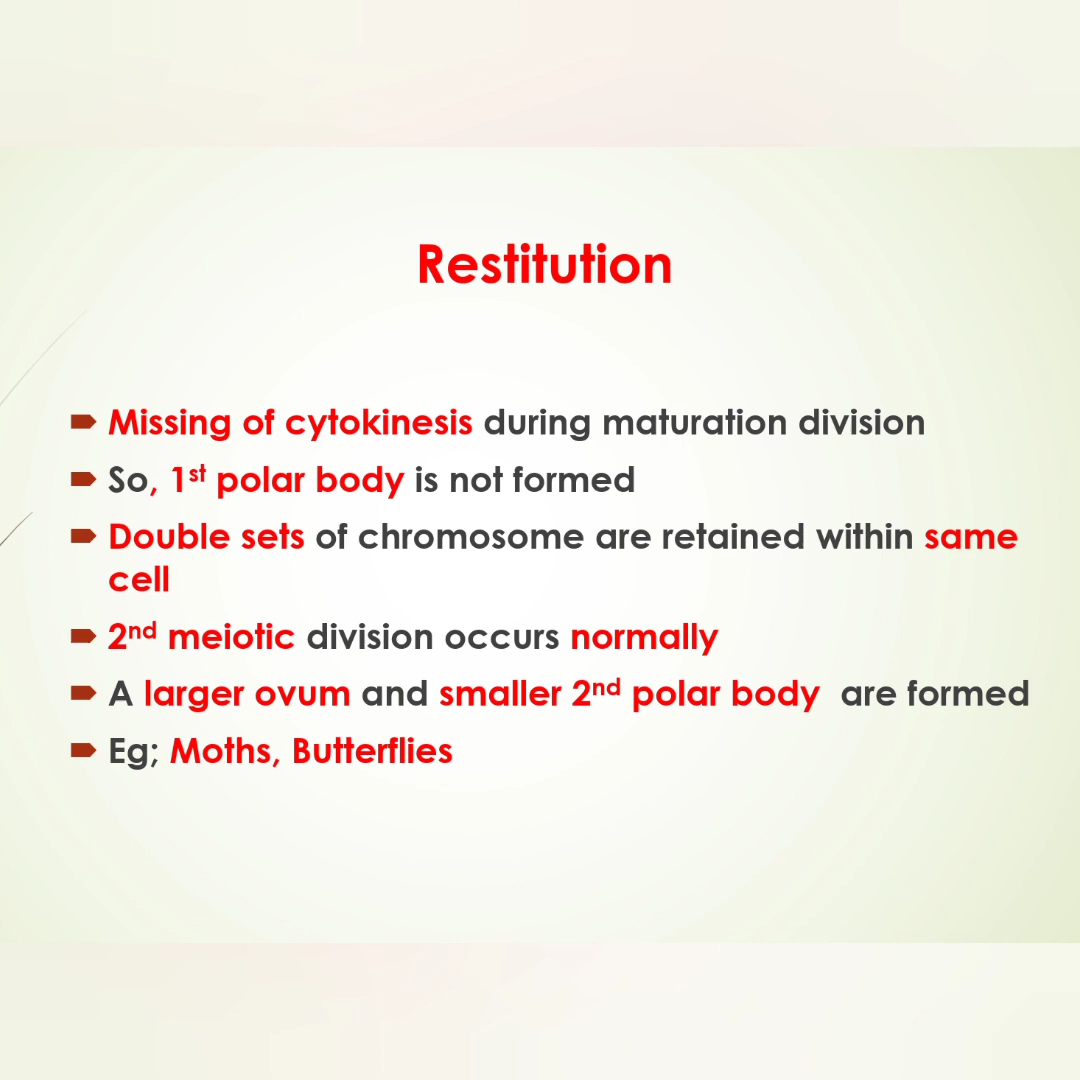 Restitution
Missing of cytokinesis during maturation division
So, 1st polar body is not formed
Double sets of chromosome are retained within same
cell
2nd meiotic division occurs normally
A larger ovum and smaller 2nd polar body are formed
Eg; Moths, Butterflies